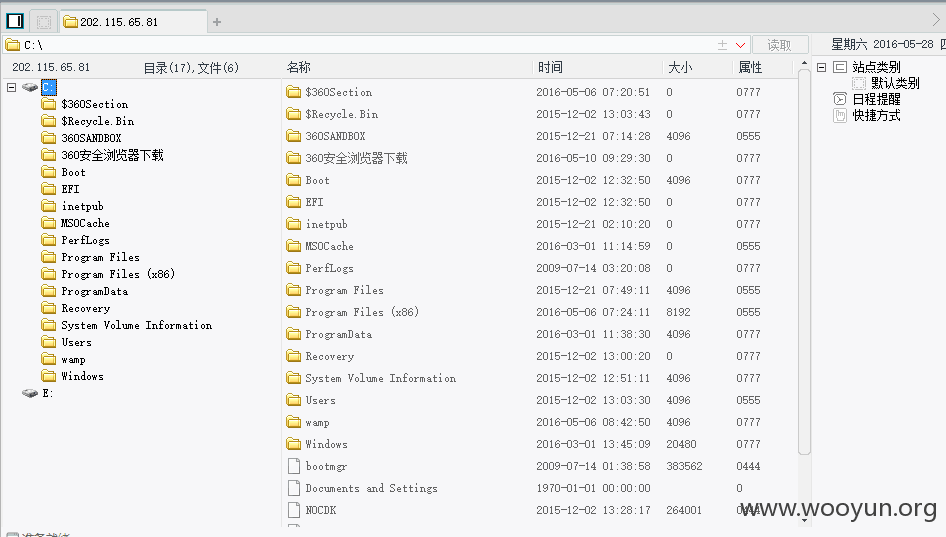 202.115.65.81
C:\
读取
星期六 2016-05-28 四
202.115.65.81 目录(17),文件(6) 名称 时间 大小 属性
C:
$360Section
$Recycle.Bin
360SANDBOX
360安全浏览器下载
Boot
EFI
inetpub
MSOCache
PerfLogs
Program Files
Program Files (x86)
ProgramData
Recovery
System Volume Information
Users
wamp
Windows
E:
$360Section 2016-05-06 07:20:51 0 0777
$Recycle.Bin 2015-12-02 13:03:43 0 0777
360SANDBOX 2015-12-21 07:14:28 4096 0555
360安全浏览器下载 2016-05-10 09:29:30 0 0777
Boot 2015-12-02 12:32:50 4096 0777
EFI 2015-12-02 12:32:50 0 0777
inetpub 2015-12-21 02:10:20 0 0777
MSOCache 2016-03-01 11:14:59 0 0555
PerfLogs 2009-07-14 03:20:08 0 0777
Program Files 2015-12-21 07:49:11 4096 0555
Program Files (x86) 2016-05-06 07:24:11 8192 0555
ProgramData 2016-03-01 11:38:30 4096 0777
Recovery 2015-12-02 13:00:20 0 0777
System Volume Information 2015-12-02 12:51:11 4096 0777
Users 2015-12-02 13:03:30 4096 0555
wamp 2016-05-06 08:42:50 4096 0777
Windows 2016-03-01 13:45:09 20480 0777
bootmgr 2009-07-14 01:38:58 383562 0444
Documents and Settings 1970-01-01 00:00:00 0
NOCDK 2015-12-02 13:28:17 264001 0444
站点类别
默认类别
日程提醒
快捷方式
www.wooyun.org